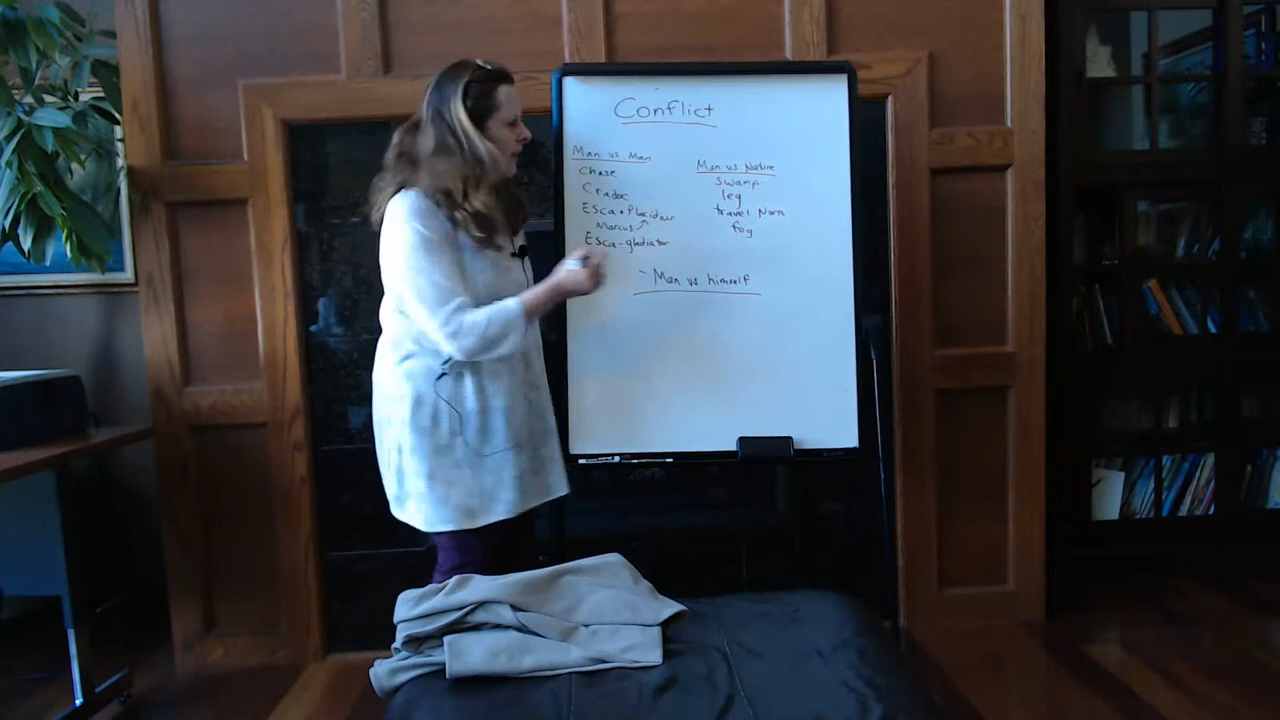 Conflict
Man vs Man
Chase
Cradoc
Esca + Placidus
Marcus
Esca-gladiator
Man vs Nature
swamp
leg
travel North
fog
- Man vs himself